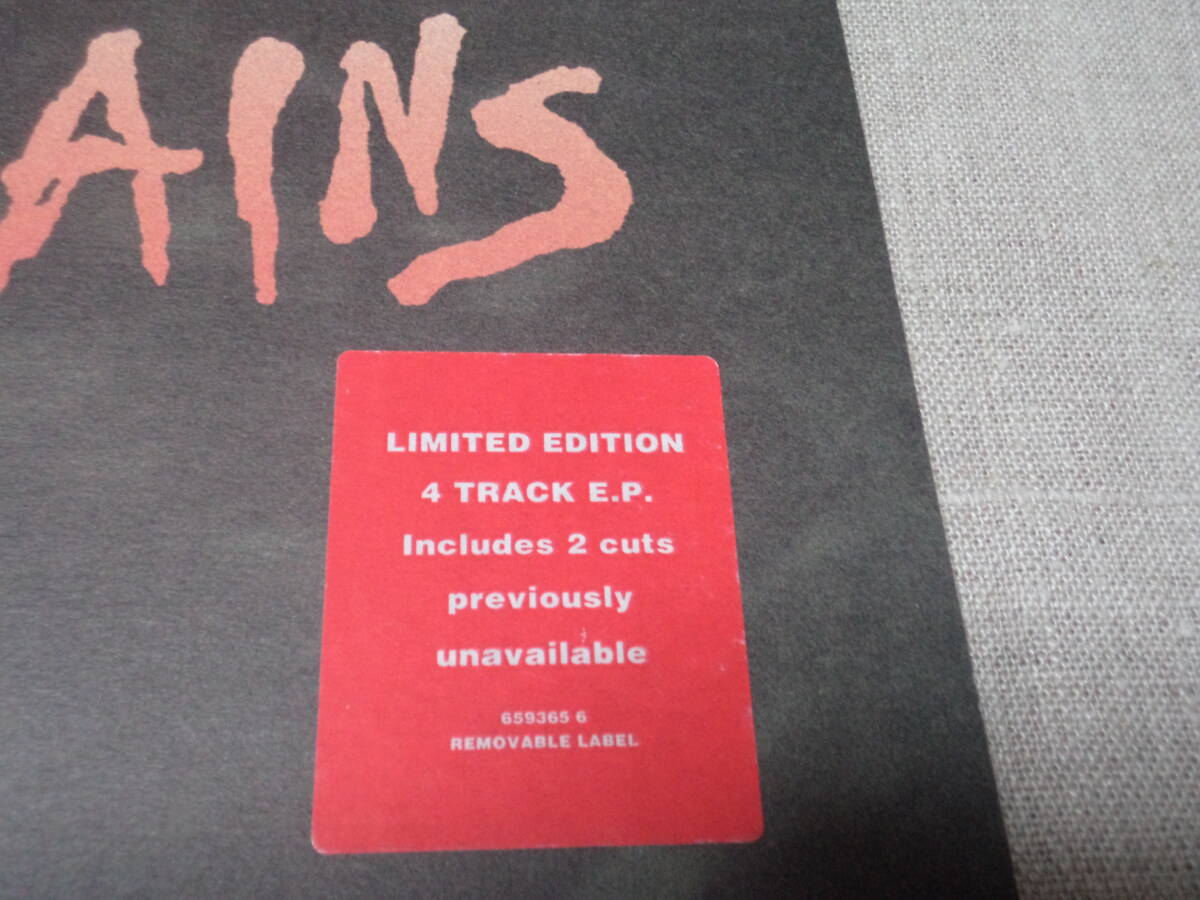 AINS
LIMITED EDITION
4 TRACK E.P.
Includes 2 cuts
previously
unavailable
659365 6
REMOVABLE LABEL